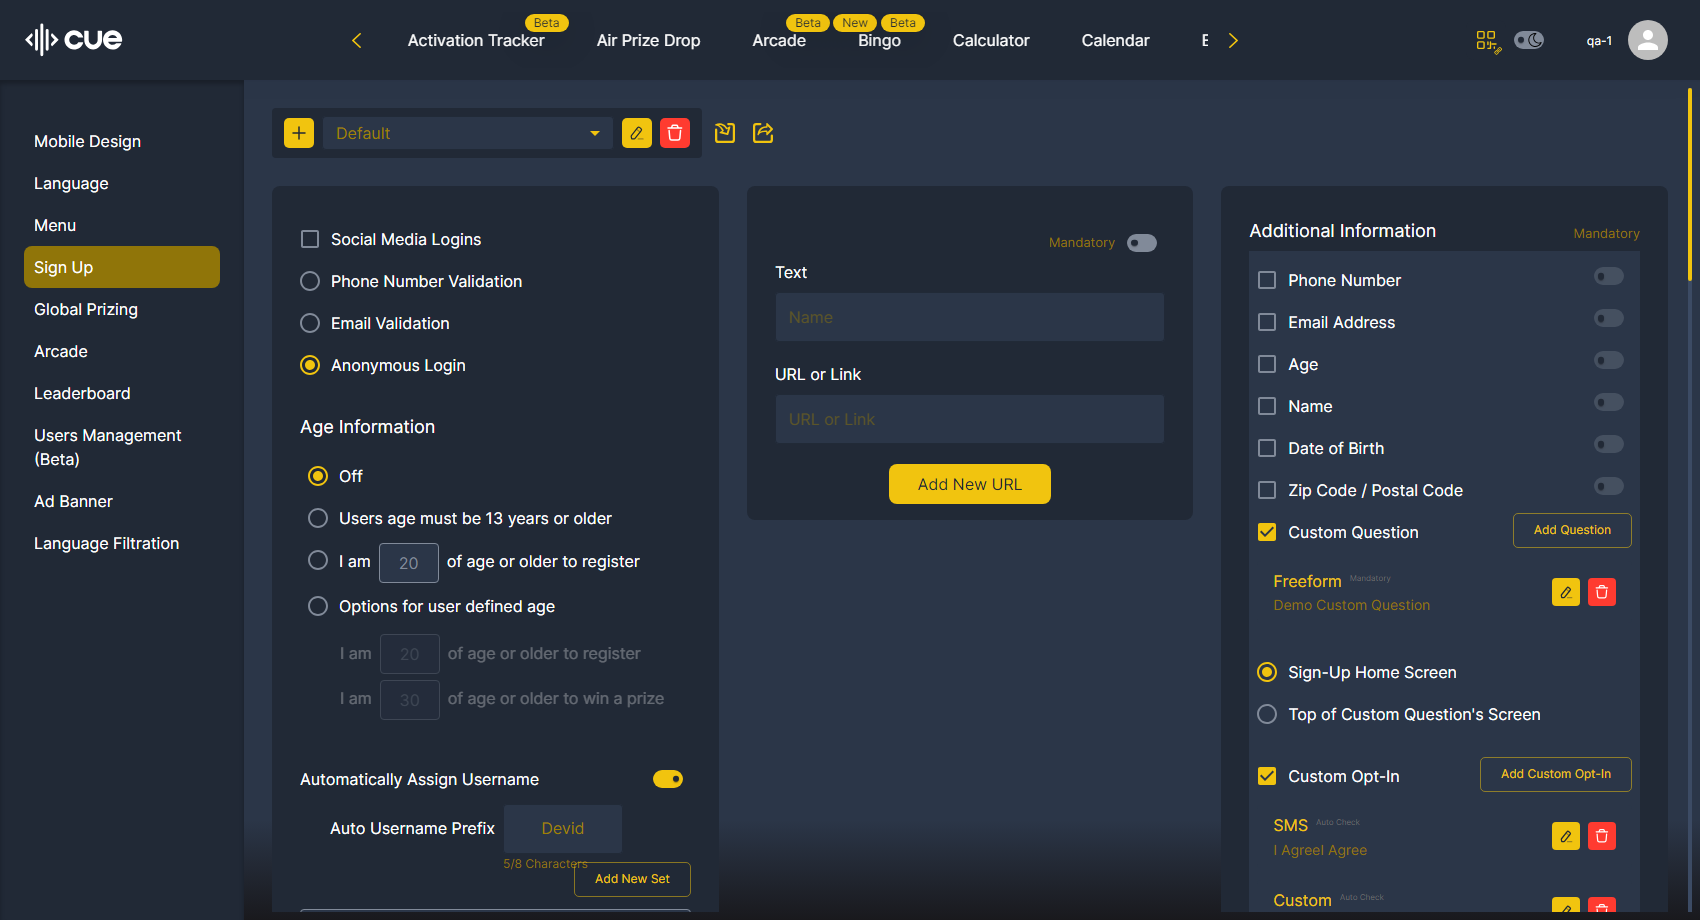 cue
Activation Tracker
Beta
Air Prize Drop
Arcade
Beta
New
Bingo
Beta
Calculator
Calendar
qa-1
Mobile Design
Language
Menu
Sign Up
Global Prizing
Arcade
Leaderboard
Users Management
(Beta)
Ad Banner
Language Filtration
Default
Social Media Logins
Phone Number Validation
Email Validation
Anonymous Login
Age Information
Off
Users age must be 13 years or older
I am 20 of age or older to register
Options for user defined age
I am 20 of age or older to register
I am 30 of age or older to win a prize
Automatically Assign Username
Auto Username Prefix Devid
5/8 Characters
Add New Set
Mandatory
Text
Name
URL or Link
URL or Link
Add New URL
Additional Information Mandatory
Phone Number
Email Address
Age
Name
Date of Birth
Zip Code / Postal Code
Custom Question Add Question
Freeform Mandatory
Demo Custom Question
Sign-Up Home Screen
Top of Custom Question's Screen
Custom Opt-In Add Custom Opt-In
SMS Auto Check
I AgreeI Agree
Custom Auto Check